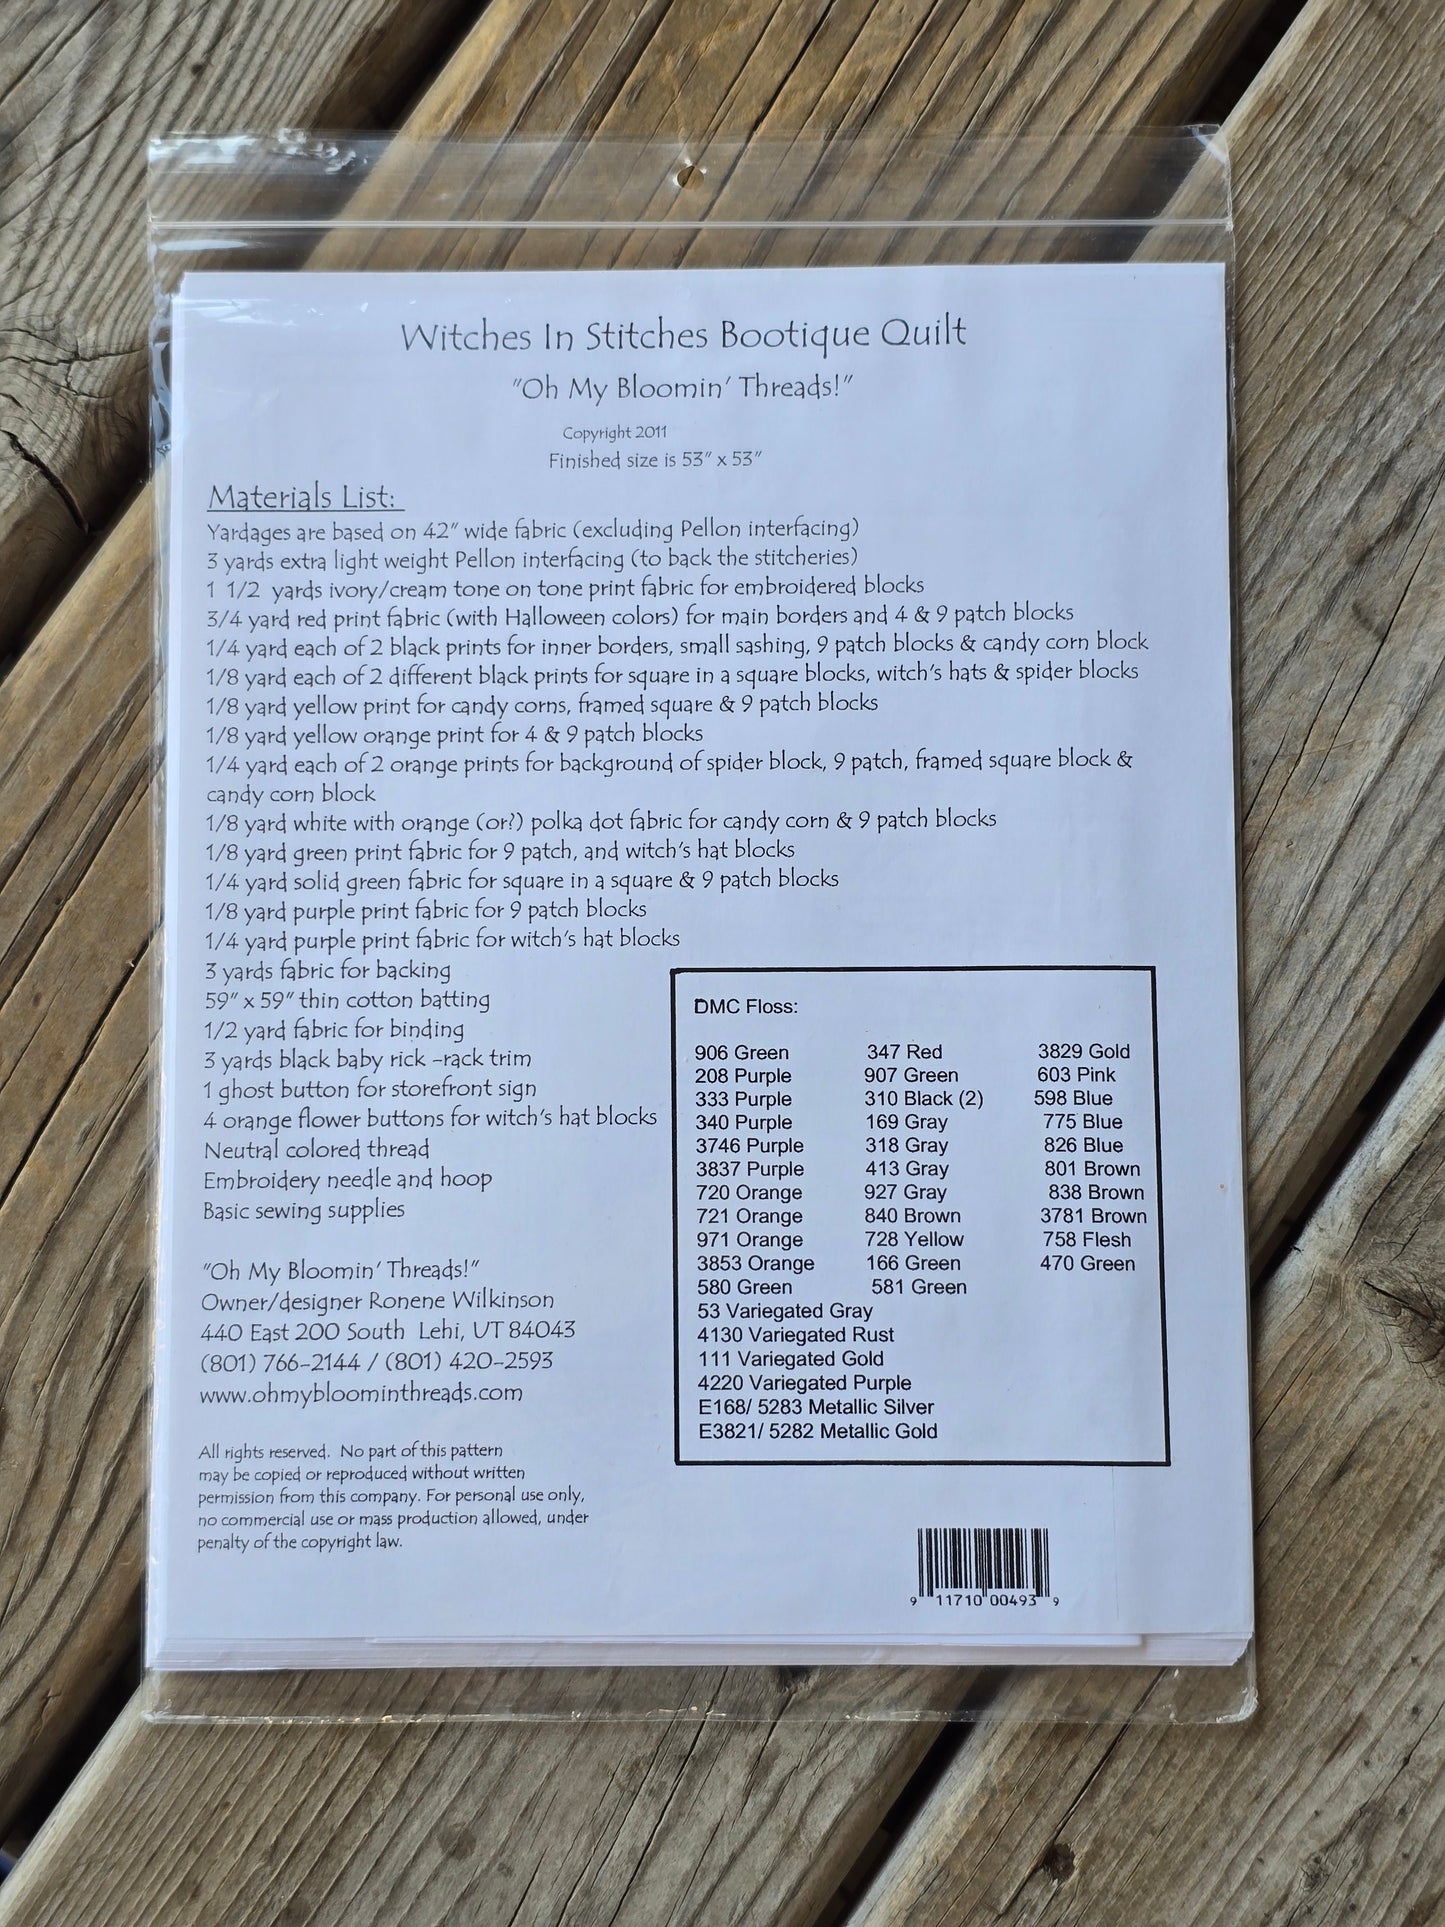 Witches In Stitches Bootique Quilt
"Oh My Bloomin' Threads!"
Copyright 2011
Finished size is 53" x 53"
Materials List:
Yardages are based on 42" wide fabric (excluding Pellon interfacing)
3 yards extra light weight Pellon interfacing (to back the stitcheries)
1 1/2 yards ivory/cream tone on tone print fabric for embroidered blocks
3/4 yard red print fabric (with Halloween colors) for main borders and 4 & 9 patch blocks
1/4 yard each of 2 black prints for inner borders, small sashing, 9 patch blocks & candy corn block
1/8 yard each of 2 different black prints for square in a square blocks, witch's hats & spider blocks
1/8 yard yellow print for candy corns, framed square & 9 patch blocks
1/8 yard yellow orange print for 4 & 9 patch blocks
1/4 yard each of 2 orange prints for background of spider block, 9 patch, framed square block &
candy corn block
1/8 yard white with orange (or?) polka dot fabric for candy corn & 9 patch blocks
1/8 yard green print fabric for 9 patch, and witch's hat blocks
1/4 yard solid green fabric for square in a square & 9 patch blocks
1/8 yard purple print fabric for 9 patch blocks
1/4 yard purple print fabric for witch's hat blocks
3 yards fabric for backing
59" x 59" thin cotton batting
1/2 yard fabric for binding
3 yards black baby rick -rack trim
1 ghost button for storefront sign
4 orange flower buttons for witch's hat blocks
Neutral colored thread
Embroidery needle and hoop
Basic sewing supplies
"Oh My Bloomin' Threads!"
Owner/designer Ronene Wilkinson
440 East 200 South Lehi, UT 84043
(801) 766-2144 / (801) 420-2593
www.ohmybloominthreads.com
All rights reserved. No part of this pattern
may be copied or reproduced without written
permission from this company. For personal use only,
no commercial use or mass production allowed, under
penalty of the copyright law.
DMC Floss:
906 Green 347 Red 3829 Gold
208 Purple 907 Green 603 Pink
333 Purple 310 Black (2) 598 Blue
340 Purple 169 Gray 775 Blue
3746 Purple 318 Gray 826 Blue
3837 Purple 413 Gray 801 Brown
720 Orange 927 Gray 838 Brown
721 Orange 840 Brown 3781 Brown
971 Orange 728 Yellow 758 Flesh
3853 Orange 166 Green 470 Green
580 Green 581 Green
53 Variegated Gray
4130 Variegated Rust
111 Variegated Gold
4220 Variegated Purple
E168/ 5283 Metallic Silver
E3821/ 5282 Metallic Gold
9 11710 00493 9